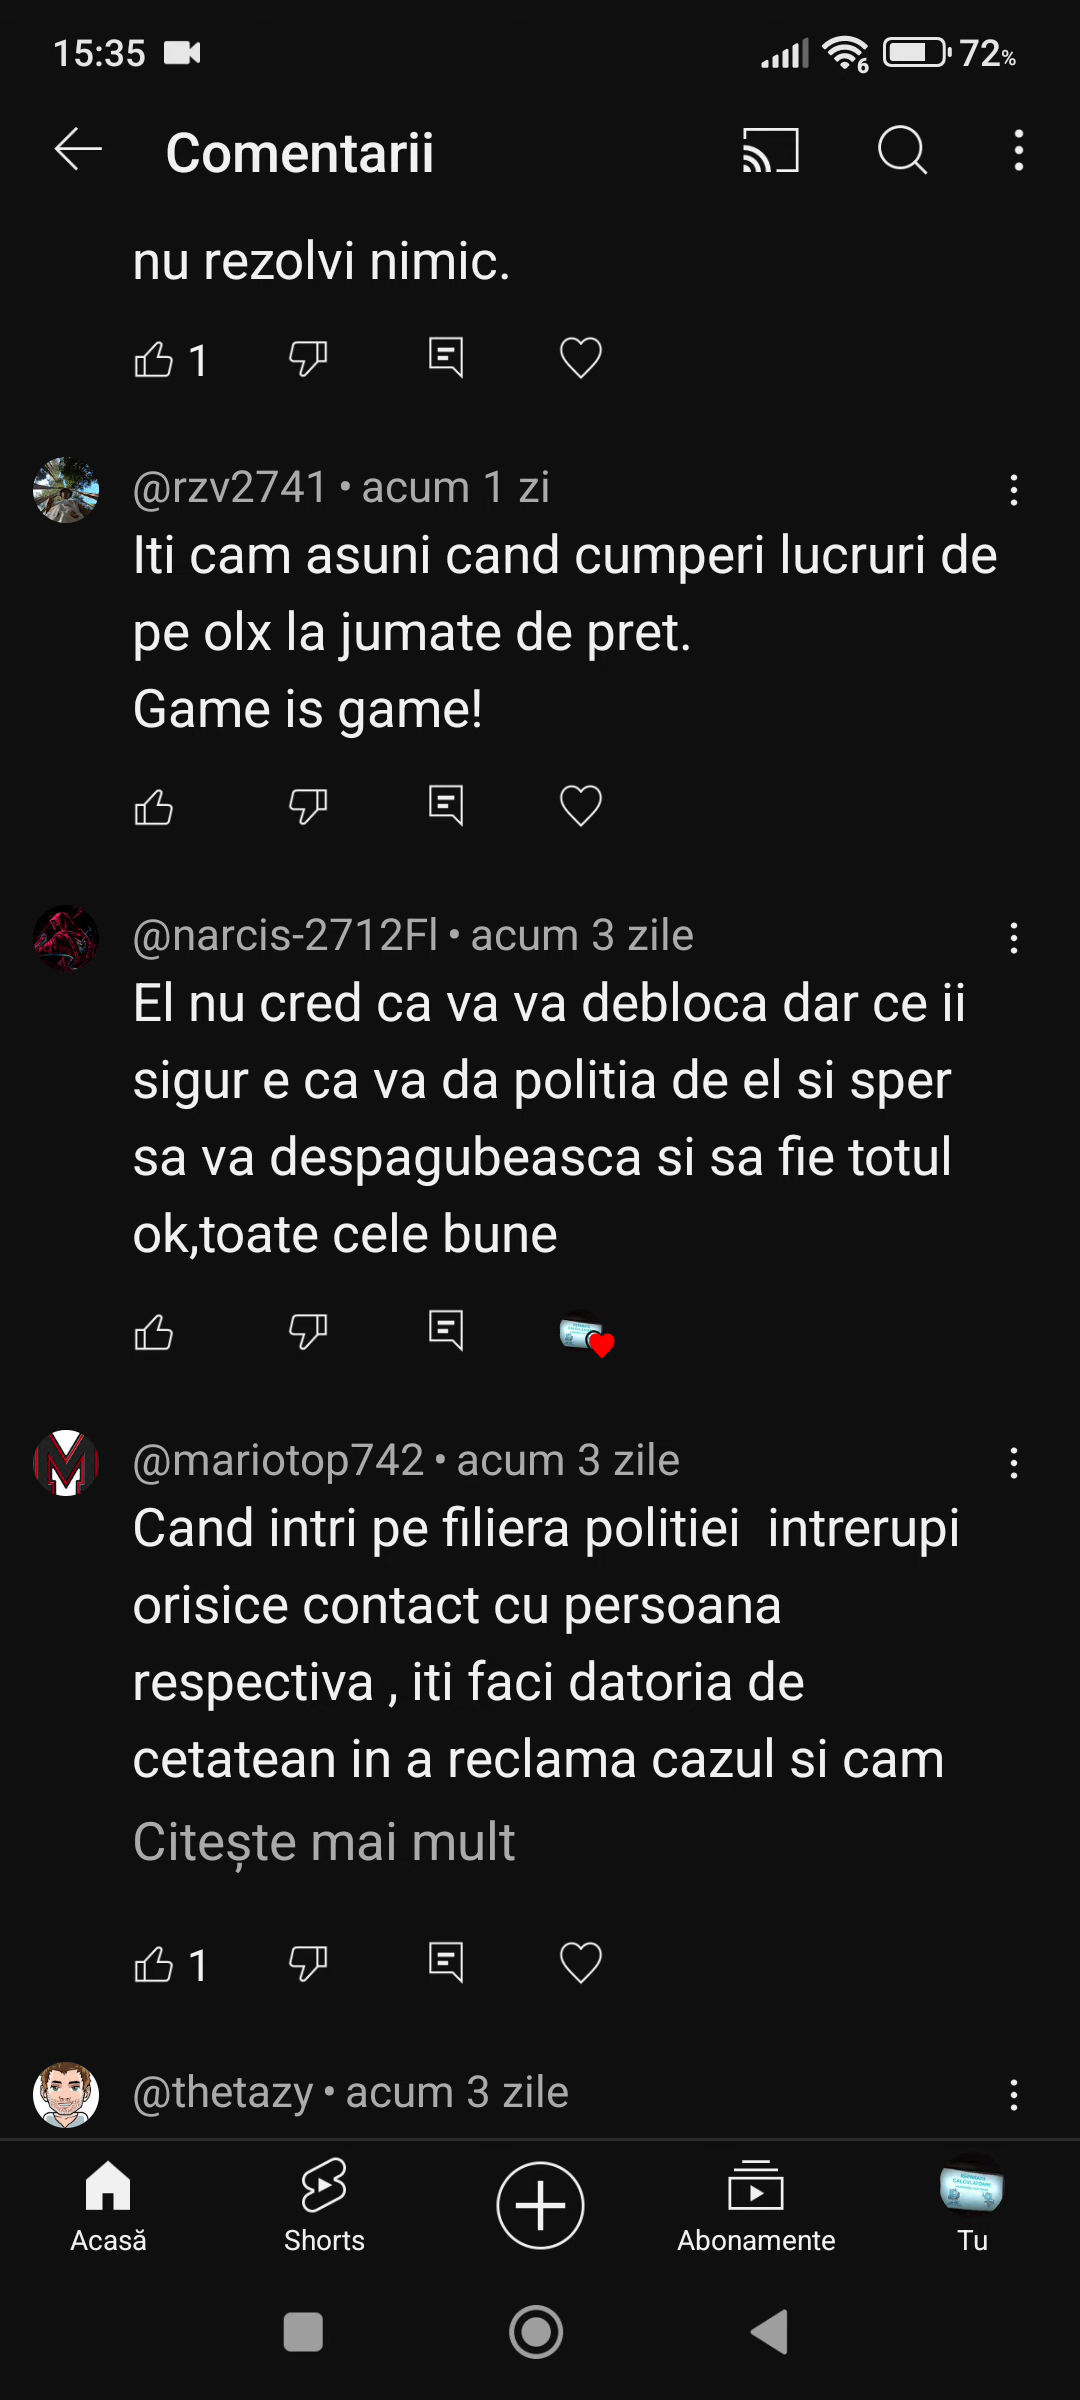 15:35
6
72%
Comentarii
nu rezolvi nimic.
1
@rzv2741 • acum 1 zi
Iti cam asuni cand cumperi lucruri de
pe olx la jumate de pret.
Game is game!
@narcis-2712Fl • acum 3 zile
El nu cred ca va va debloca dar ce ii
sigur e ca va da politia de el si sper
sa va despagubeasca si sa fie totul
ok,toate cele bune
@mariotop742 • acum 3 zile
Cand intri pe filiera politiei  intrerupi
orisice contact cu persoana
respectiva , iti faci datoria de
cetatean in a reclama cazul si cam
Citește mai mult
1
@thetazy • acum 3 zile
Acasă
Shorts
Abonamente
Tu